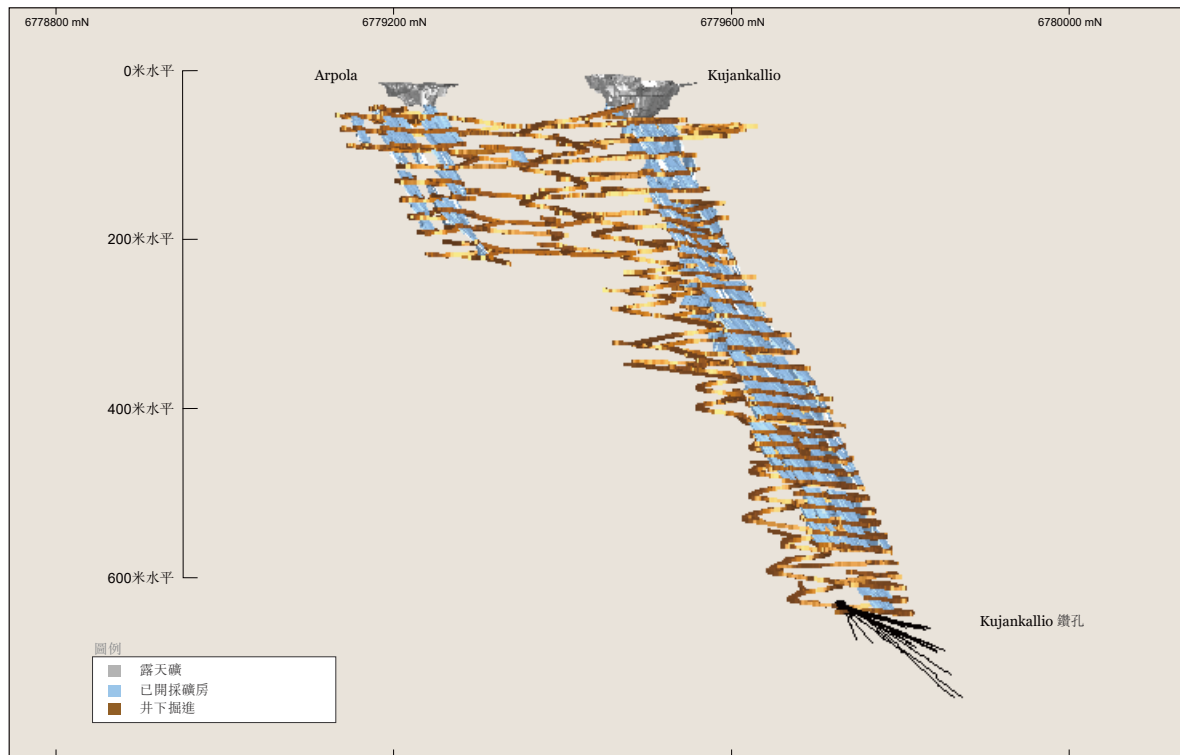 6778800 mN
6779200 mN
6779600 mN
6780000 mN
0米水平
Arpola
Kujankallio
200米水平
400米水平
600米水平
Kujankallio 鑽孔
圖例
露天礦
已開採礦房
井下掘進